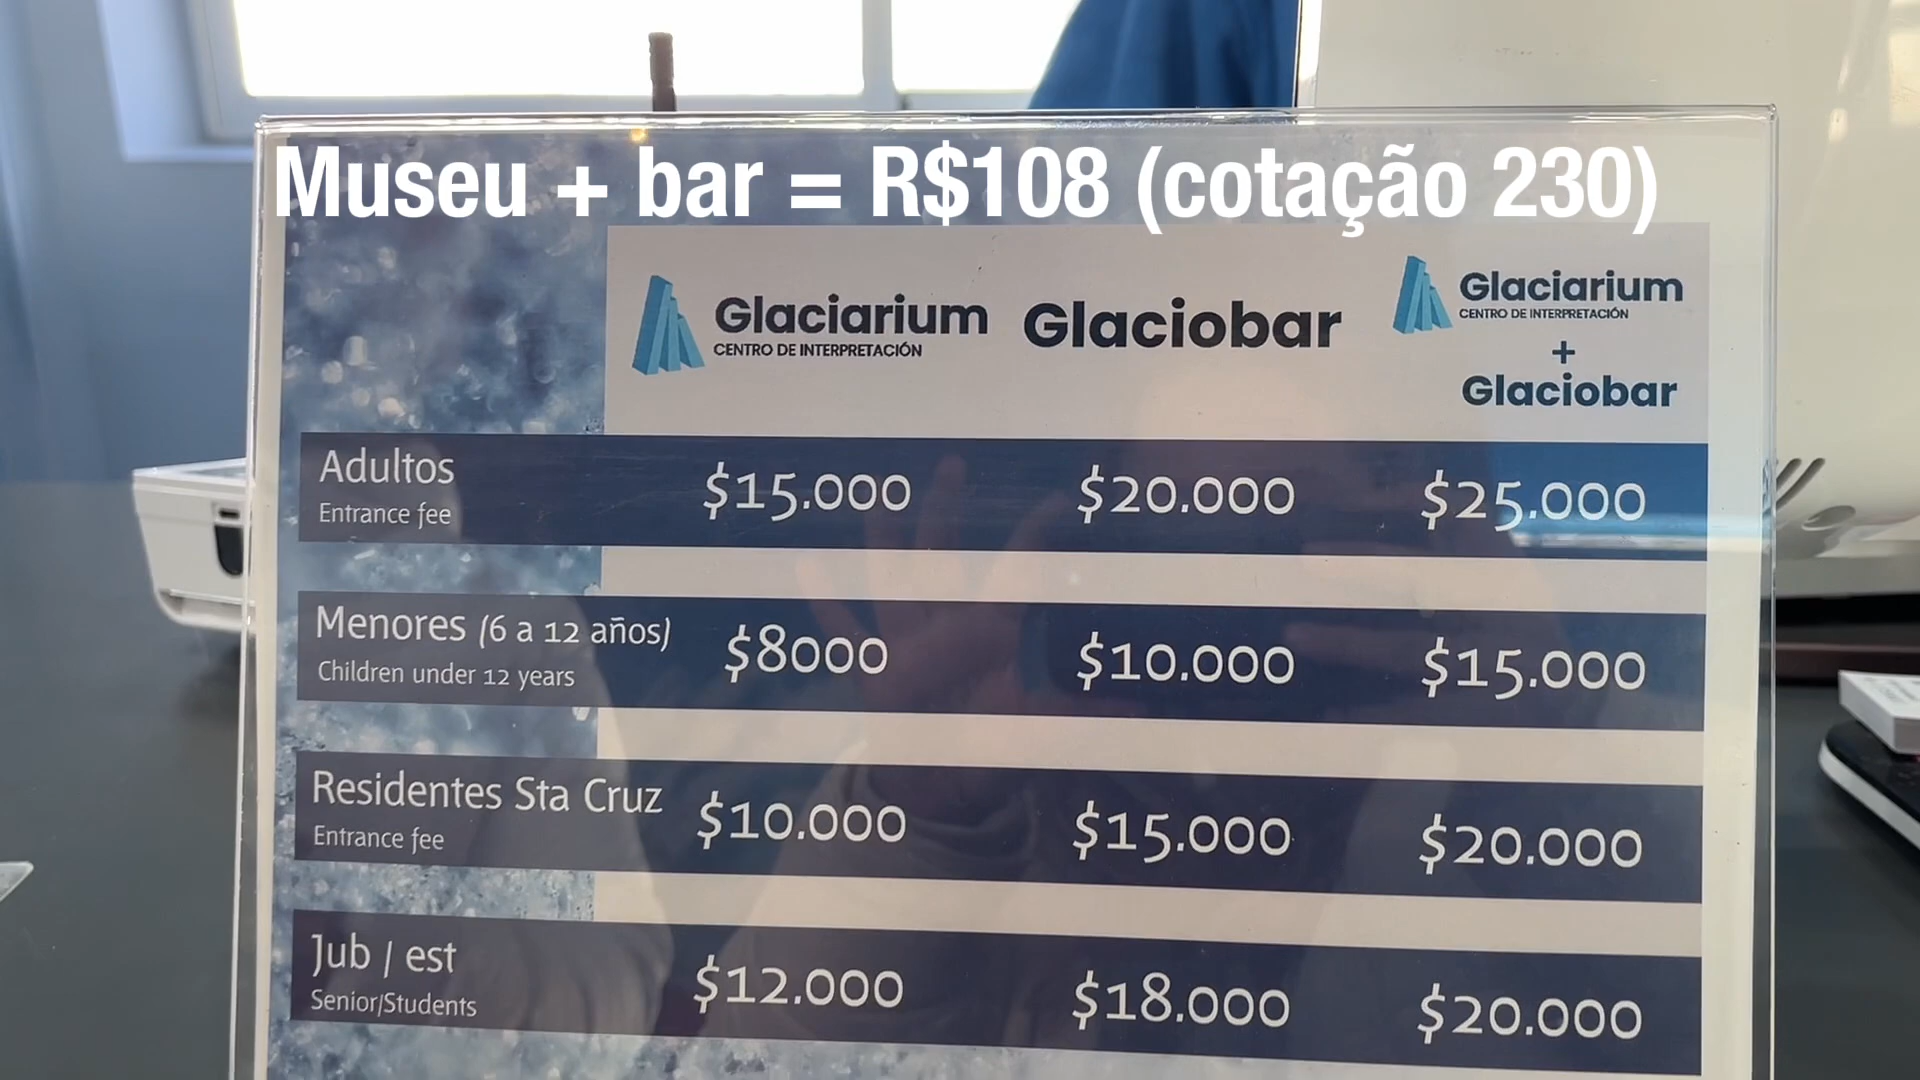 Museu + bar = R$108 (cotação 230)
Glaciarium
CENTRO DE INTERPRETACIÓN
Glaciobar
Glaciarium
CENTRO DE INTERPRETACIÓN
+
Glaciobar
Adultos $15.000 $20.000 $25.000
Entrance fee
Menores (6 a 12 años) $8000 $10.000 $15.000
Children under 12 years
Residentes Sta Cruz $10.000 $15.000 $20.000
Entrance fee
Jub / est $12.000 $18.000 $20.000
Senior/Students